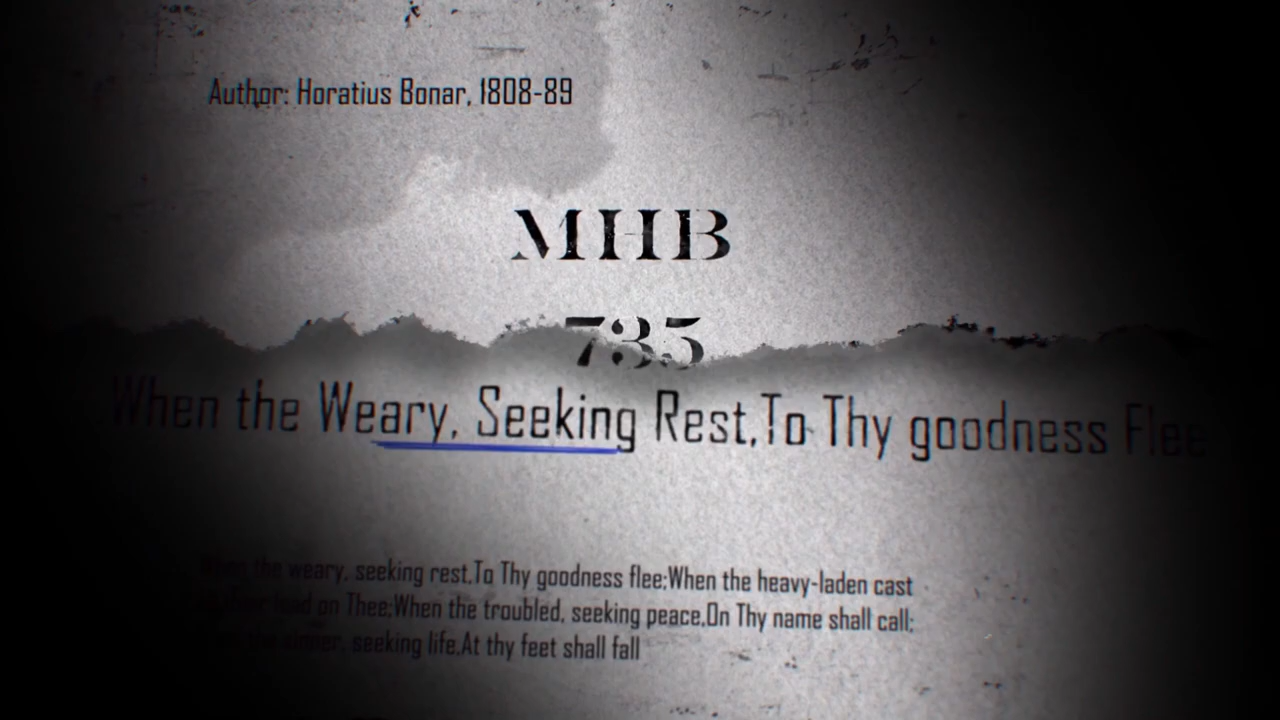 Author: Horatius Bonar, 1808-89
MHB
735
When the Weary, Seeking Rest,To Thy goodness Flee
When the weary, seeking rest,To Thy goodness flee;When the heavy-laden cast
load on Thee;When the troubled, seeking peace,On Thy name shall call;
sinner, seeking life,At thy feet shall fall